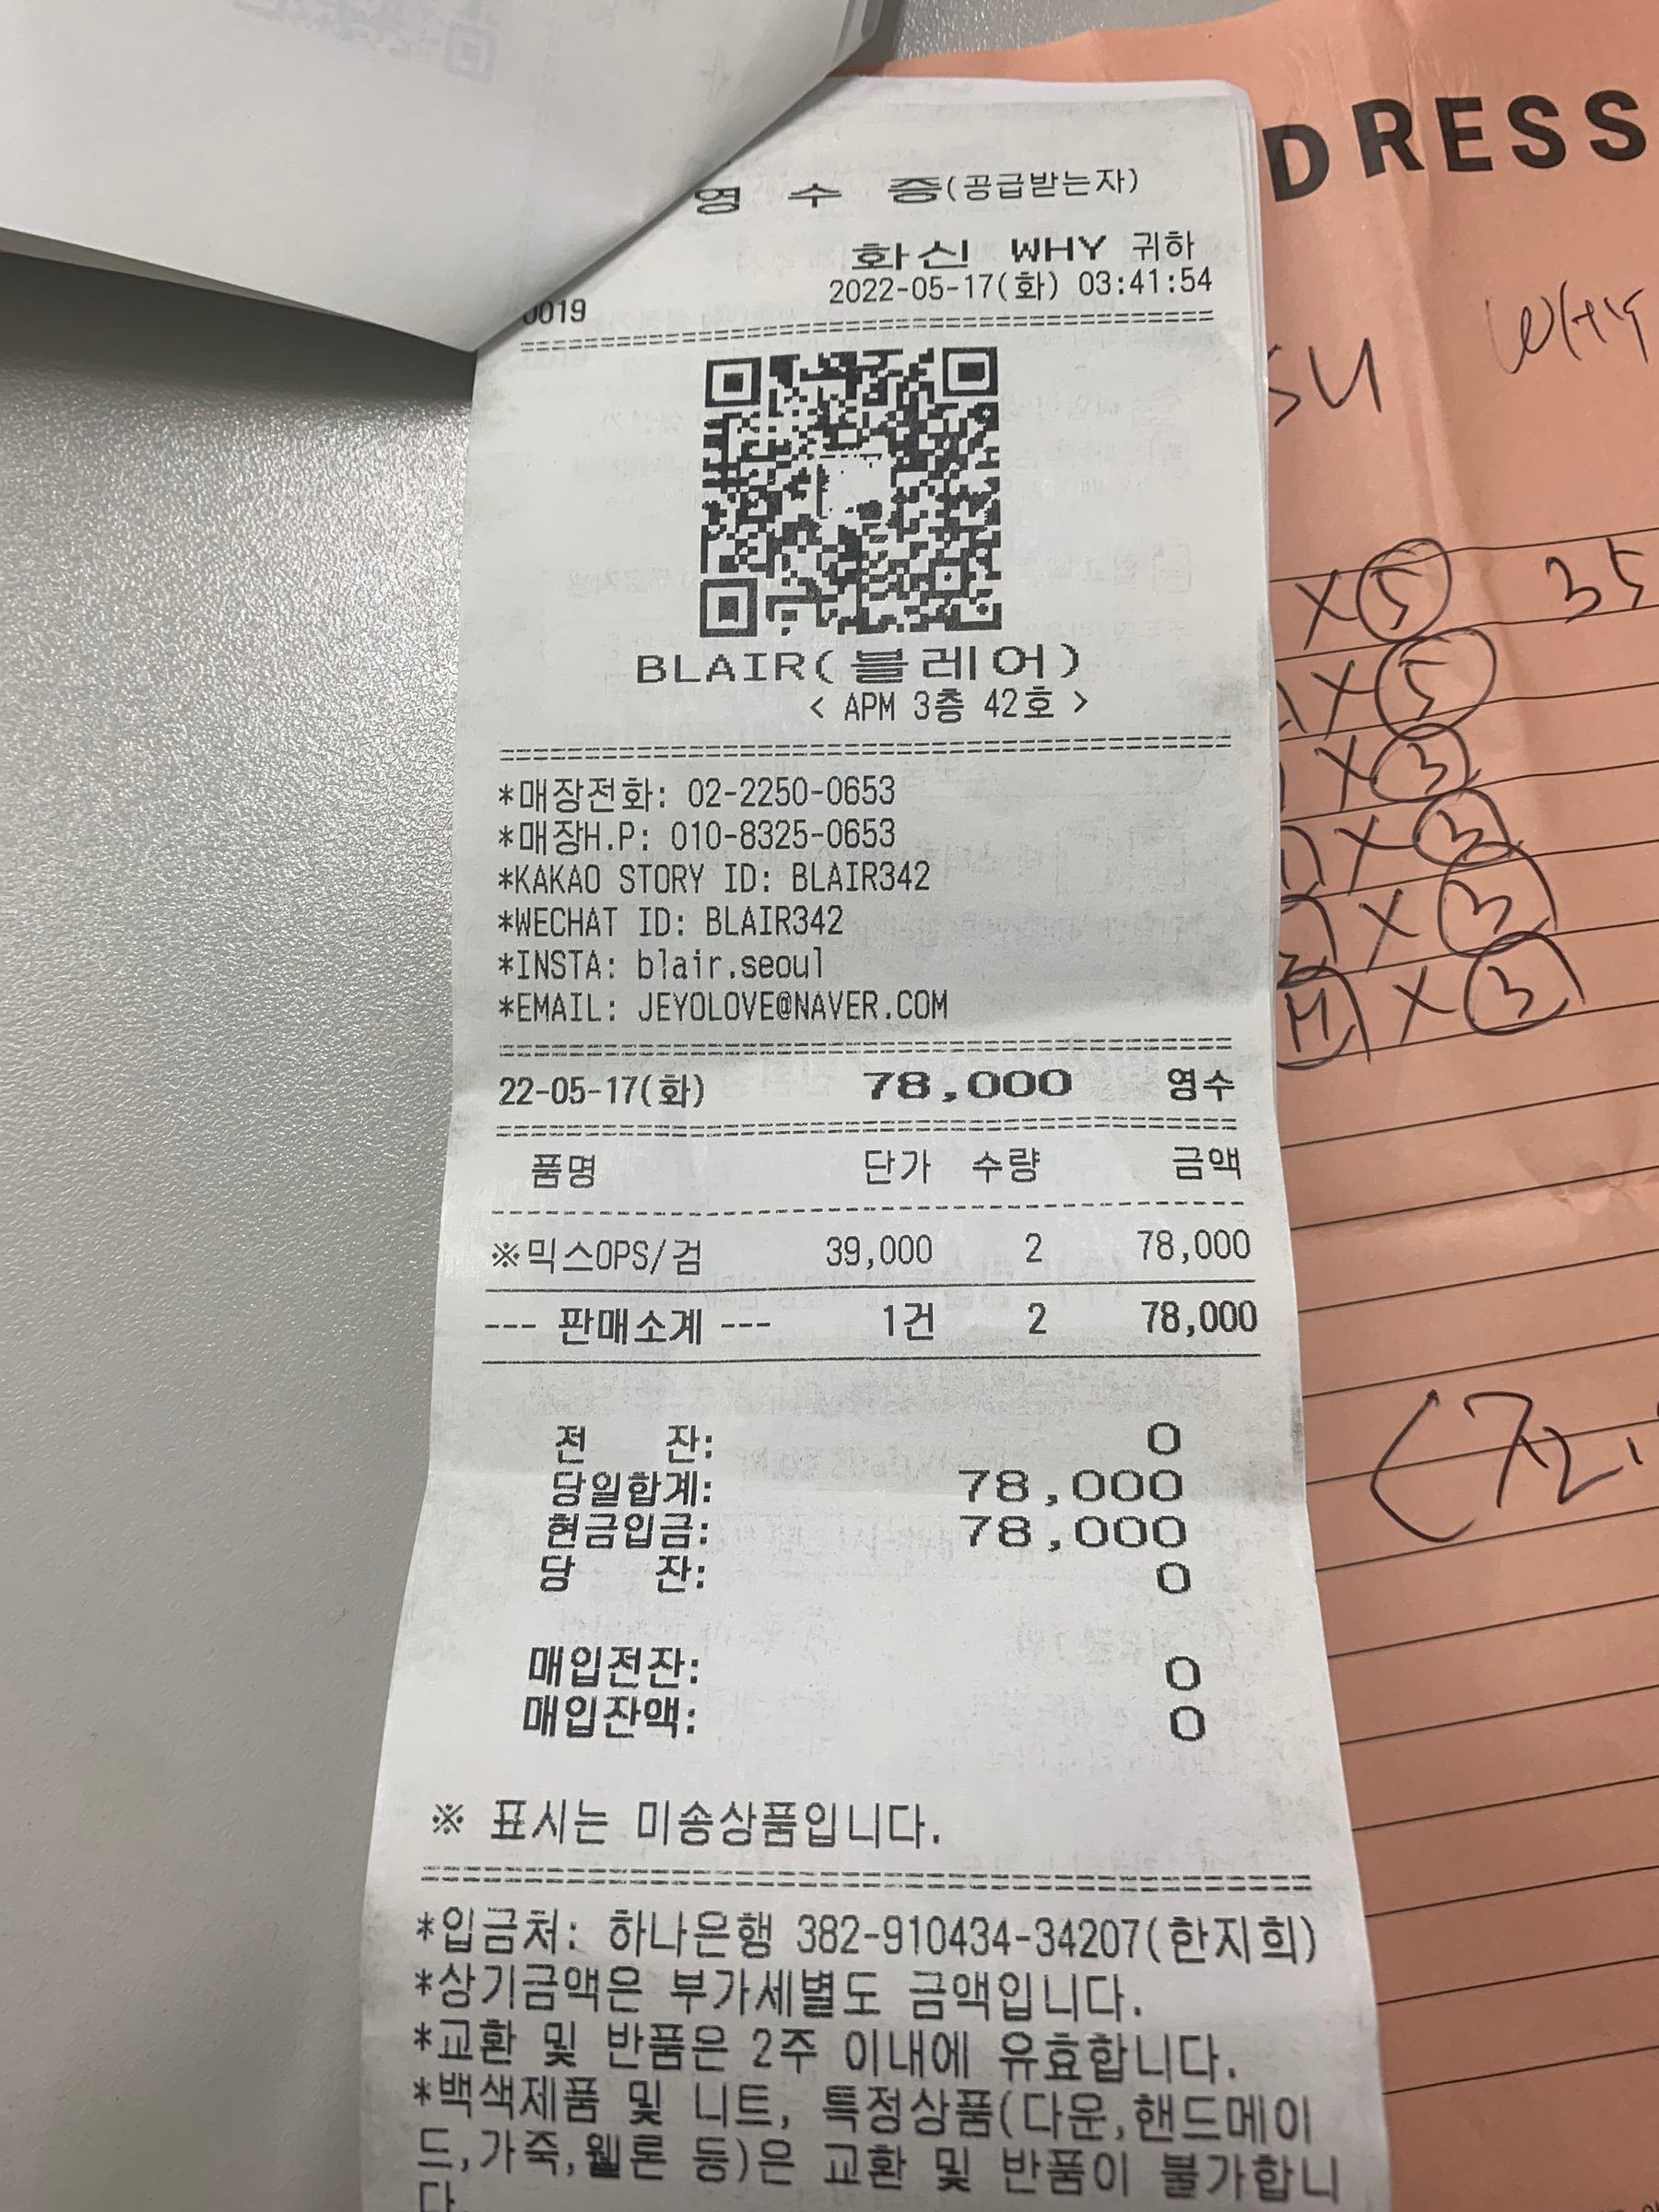 영 수 증(공급받는자)
화신 WHY 귀하
0019 2022-05-17(화) 03:41:54
BLAIR(블레어)
< APM 3층 42호 >
*매장전화: 02-2250-0653
*매장H.P: 010-8325-0653
*KAKAO STORY ID: BLAIR342
*WECHAT ID: BLAIR342
*INSTA: blair.seoul
*EMAIL: JEYOLOVE@NAVER.COM
22-05-17(화) 78,000 영수
품명 단가 수량 금액
※믹스OPS/검 39,000 2 78,000
--- 판매소계 --- 1건 2 78,000
전 잔: 0
당일합계: 78,000
현금입금: 78,000
당 잔: 0
매입전잔: 0
매입잔액: 0
※ 표시는 미송상품입니다.
*입금처: 하나은행 382-910434-34207(한지희)
*상기금액은 부가세별도 금액입니다.
*교환 및 반품은 2주 이내에 유효합니다.
*백색제품 및 니트, 특정상품(다운,핸드메이
드,가죽,웰론 등)은 교환 및 반품이 불가합니
다.
DRESS
WHY
X 5 35
X 5
X 3
X 3
X 3
M X 3
(72.